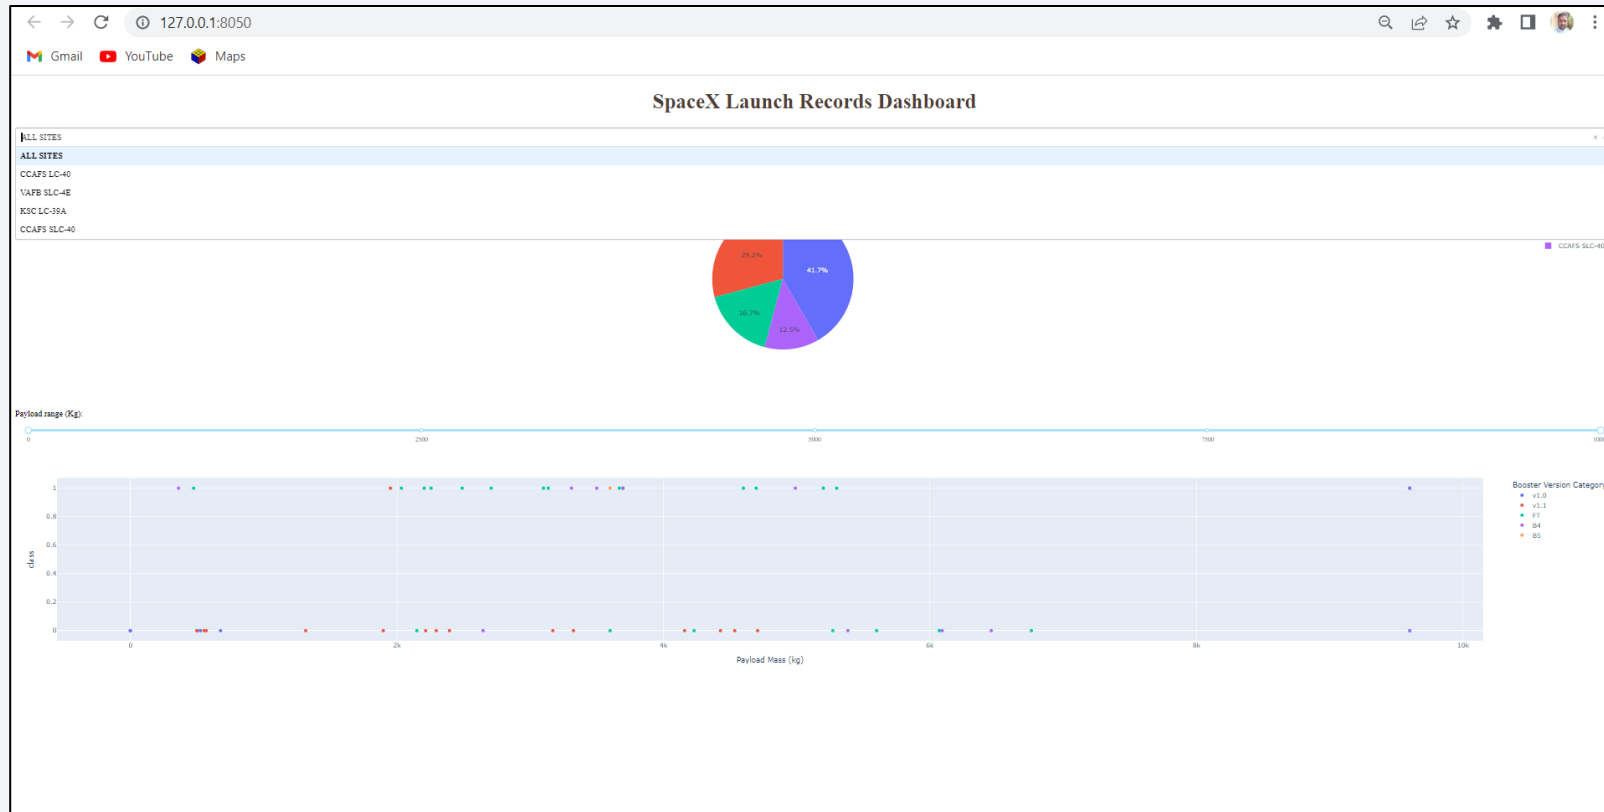 127.0.0.1:8050
Gmail YouTube Maps
SpaceX Launch Records Dashboard
ALL SITES
ALL SITES
CCAFS LC-40
VAFB SLC-4E
KSC LC-39A
CCAFS SLC-40
CCAFS SLC-40
29.2%
41.7%
16.7%
12.5%
Payload range (Kg):
0 2500 5000 7500 1000
Booster Version Category
v1.0
v1.1
FT
B4
B5
1
0.8
0.6
0.4
0.2
0
class
0 2k 4k 6k 8k 10k
Payload Mass (kg)